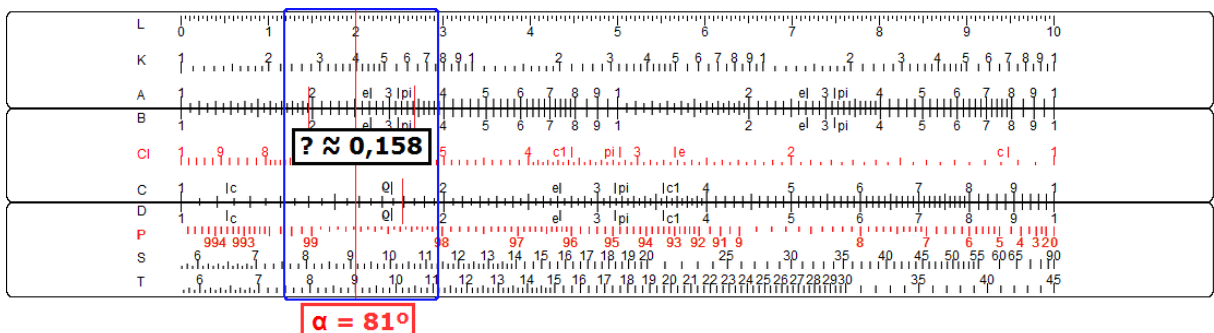 L 0 1 2 3 4 5 6 7 8 9 10
K 1 2 3 4 5 6 7 8 9 1 2 3 4 5 6 7 8 9 1 2 3 4 5 6 7 8 9 1
A 1 2 e 3 pi 4 5 6 7 8 9 1 2 e 3 pi 4 5 6 7 8 9 1
B 1 2 e 3 pi 4 5 6 7 8 9 1 2 e 3 pi 4 5 6 7 8 9 1
? ≈ 0,158
CI 1 9 8 5 4 c1 pi 3 e 2 c 1
C 1 c ϱ 2 e 3 pi c1 4 5 6 7 8 9 1
D 1 c ϱ 2 e 3 pi c1 4 5 6 7 8 9 1
P 994 993 99 98 97 96 95 94 93 92 91 9 8 7 6 5 4 3 2 0
S 6 7 8 9 10 11 12 13 14 15 16 17 18 19 20 25 30 35 40 45 50 55 60 65 90
T 6 7 8 9 10 11 12 13 14 15 16 17 18 19 20 21 22 23 24 25 26 27 28 29 30 35 40 45
α = 81º